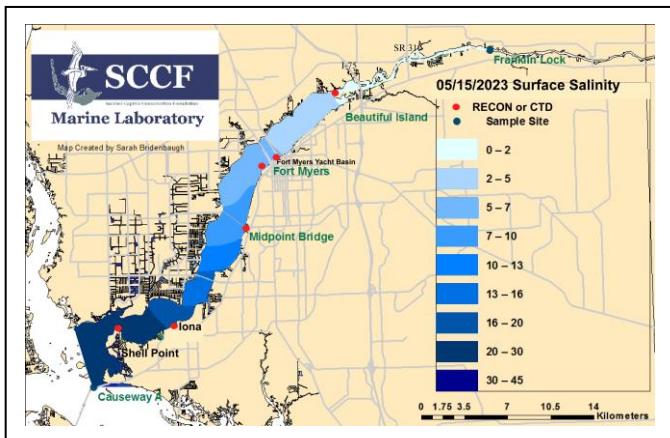 SCCF
Sanibel-Captiva Conservation Foundation
Marine Laboratory
Map Created by Sarah Bridenbaugh
I-75
SR 31
Franklin Lock
Beautiful Island
Fort Myers Yacht Basin
Fort Myers
Midpoint Bridge
Iona
Shell Point
Causeway A
05/15/2023 Surface Salinity
RECON or CTD
Sample Site
0 – 2
2 – 5
5 – 7
7 – 10
10 – 13
13 – 16
16 – 20
20 – 30
30 – 45
0 1.75 3.5 7 10.5 14
Kilometers